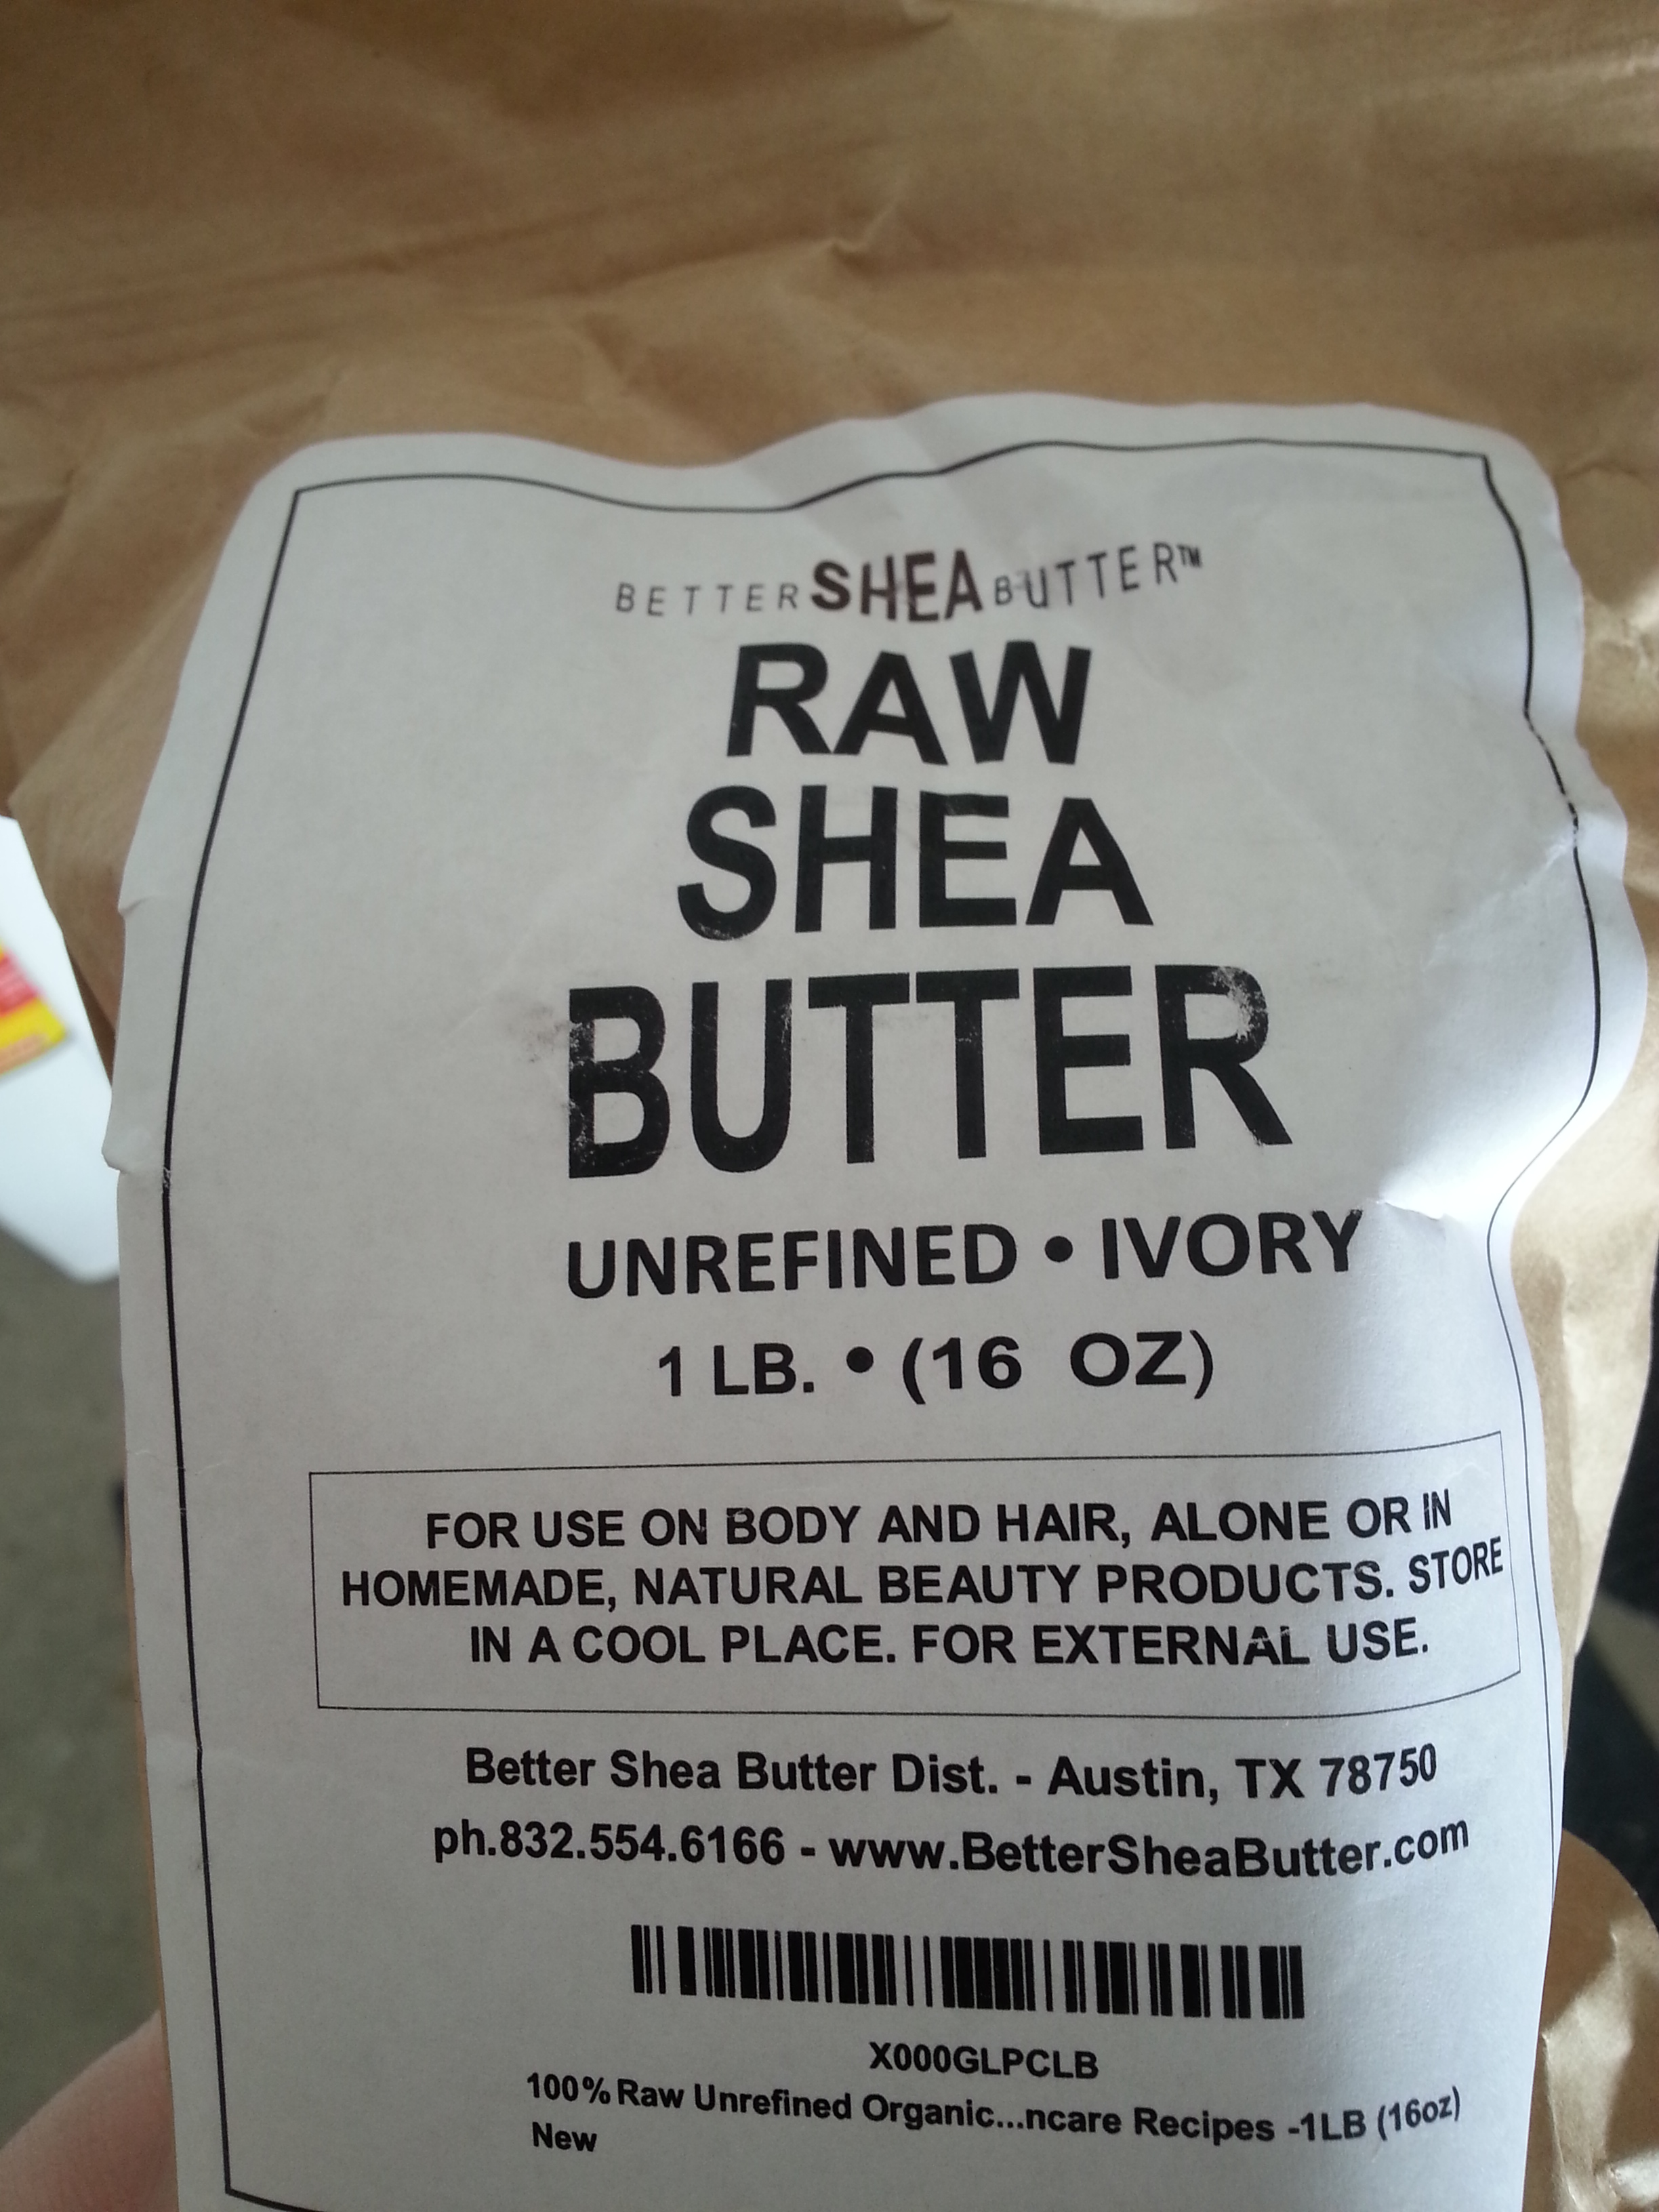 BETTER SHEA BUTTER™
RAW
SHEA
BUTTER
UNREFINED • IVORY
1 LB. • (16 OZ)
FOR USE ON BODY AND HAIR, ALONE OR IN
HOMEMADE, NATURAL BEAUTY PRODUCTS. STORE
IN A COOL PLACE. FOR EXTERNAL USE.
Better Shea Butter Dist. - Austin, TX 78750
ph.832.554.6166 - www.BetterSheaButter.com
X000GLPCLB
100% Raw Unrefined Organic...ncare Recipes -1LB (16oz)
New